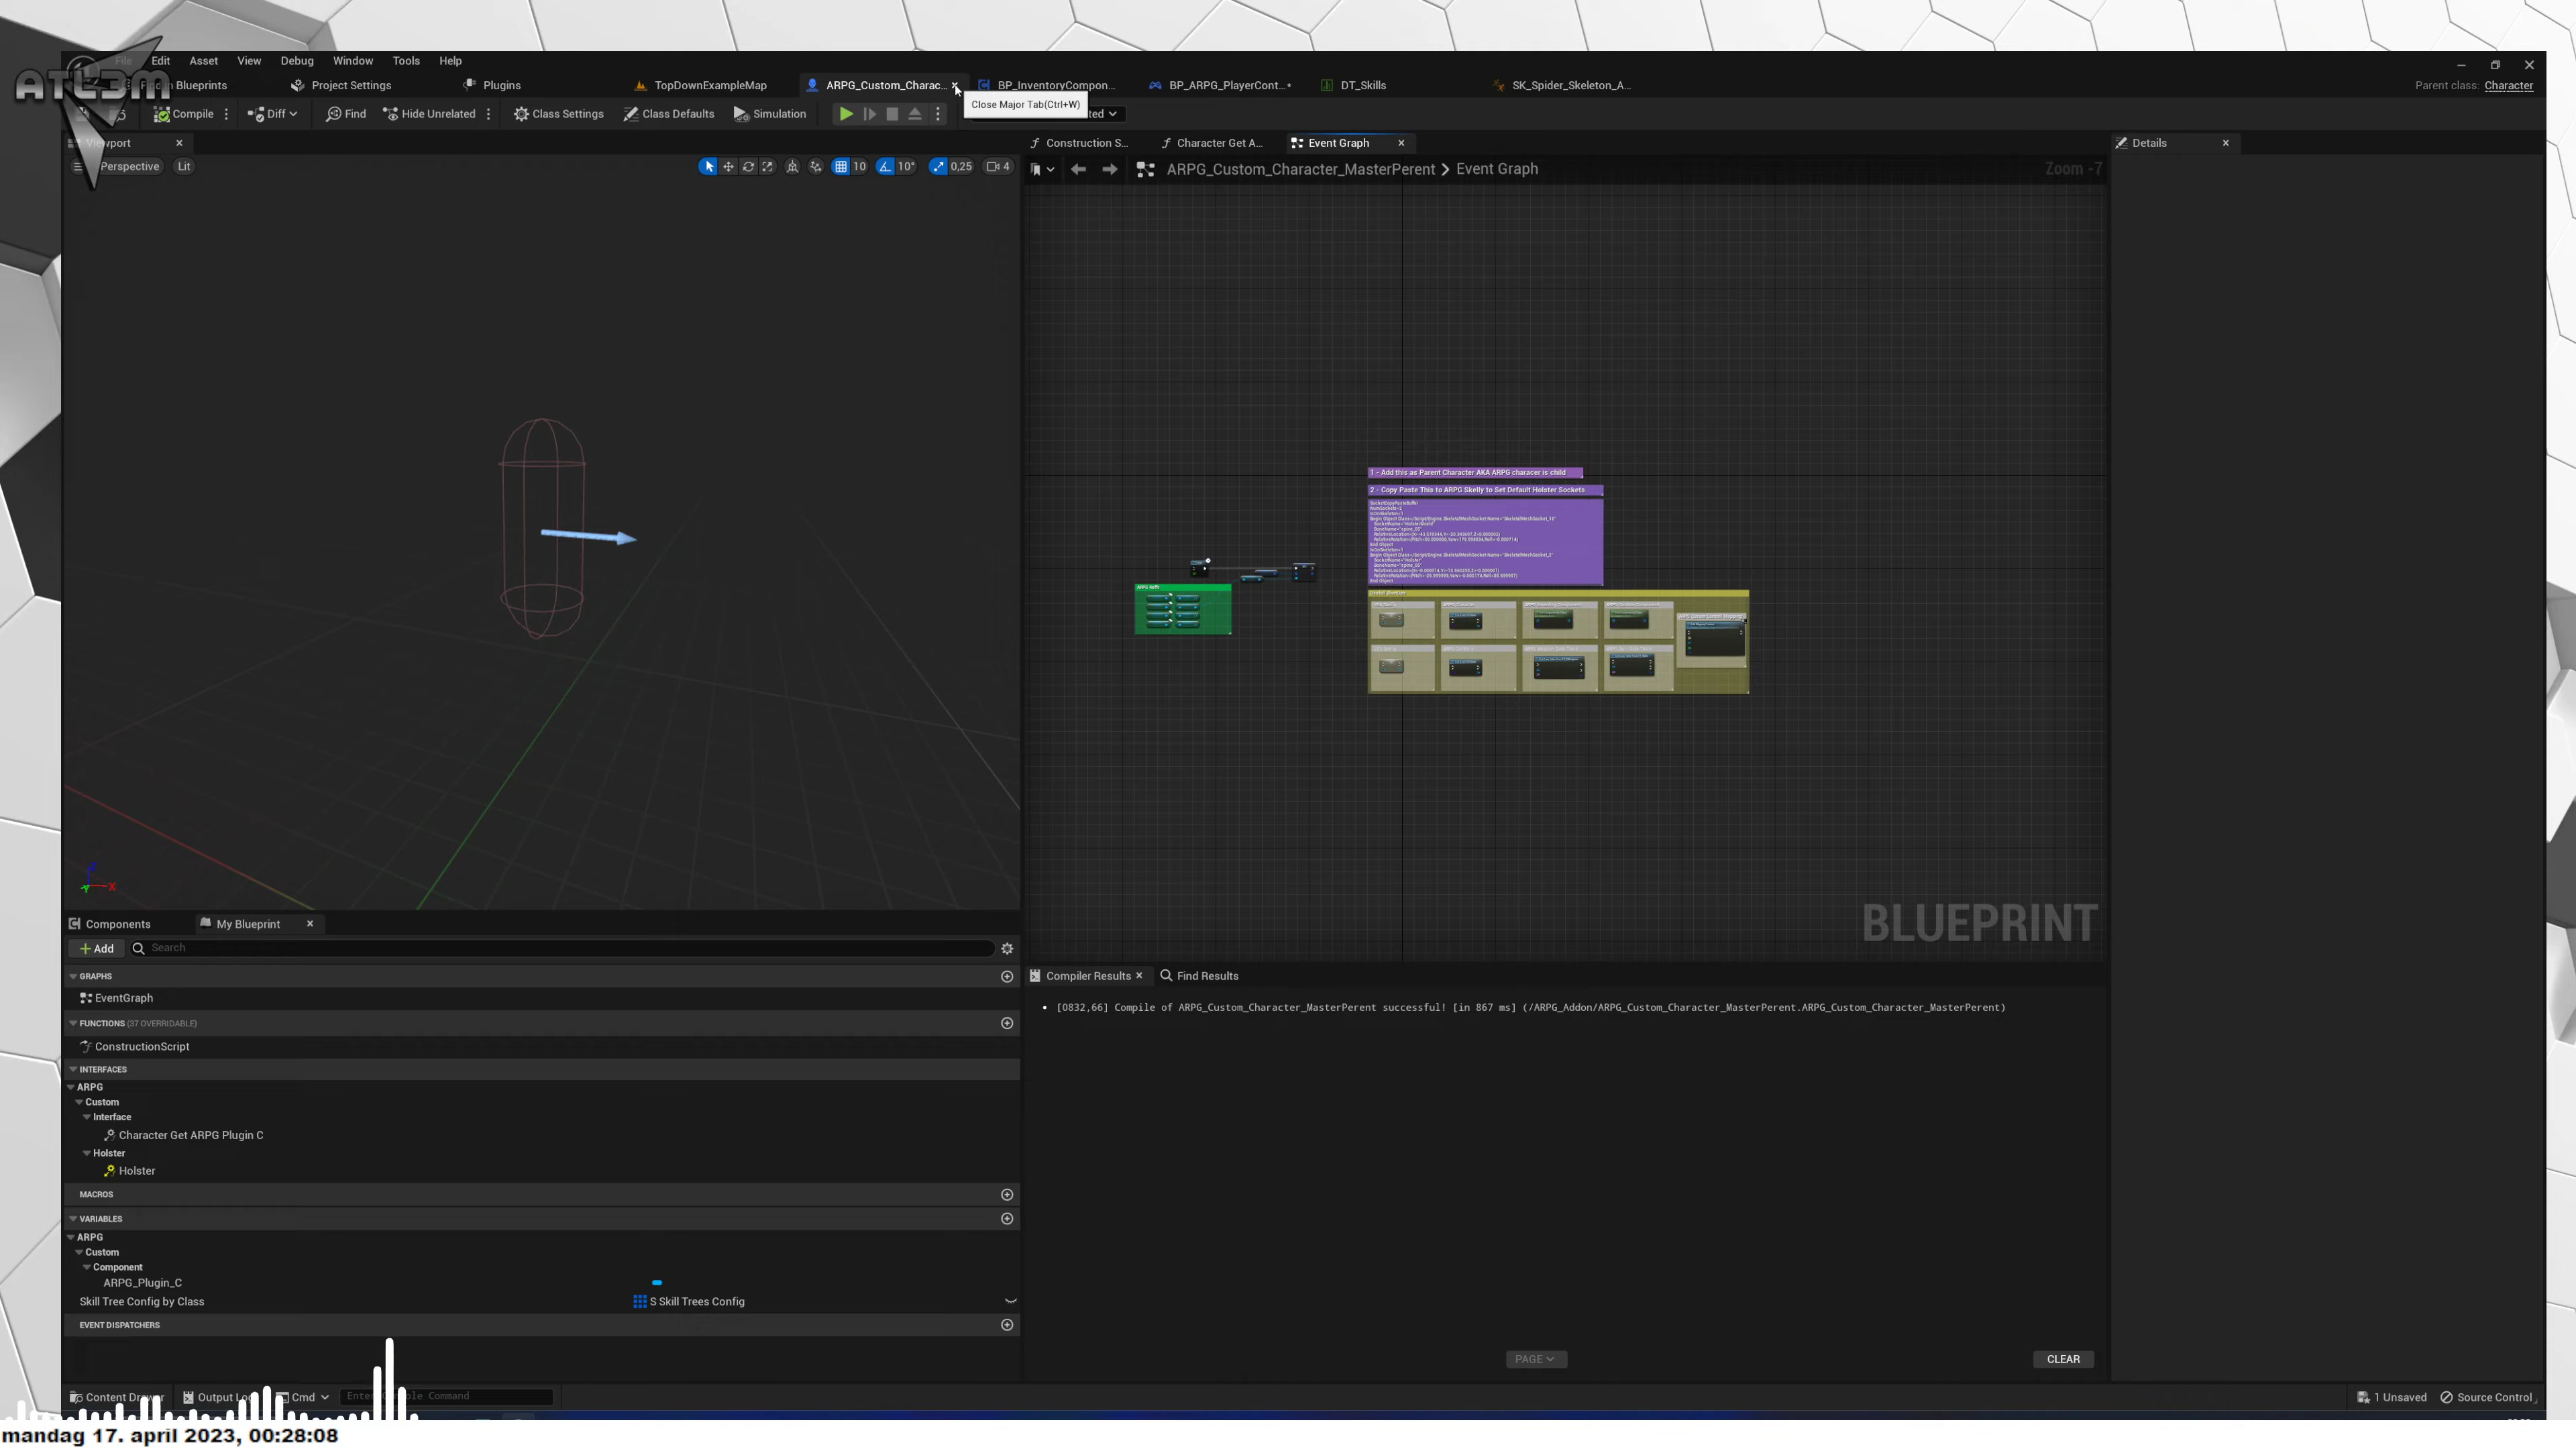 ATL3M
File Edit Asset View Debug Window Tools Help
Blueprints Project Settings Plugins TopDownExampleMap ARPG_Custom_Charac... BP_InventoryCompon... BP_ARPG_PlayerCont...• DT_Skills SK_Spider_Skeleton_A... Parent class: Character
Compile Diff Find Hide Unrelated Class Settings Class Defaults Simulation
Close Major Tab(Ctrl+W)
Viewport
Perspective Lit 10 10° 0,25 4
Construction S... Character Get A... Event Graph
ARPG_Custom_Character_MasterPerent > Event Graph
Zoom -7
Details
1 - Add this as Parent Character AKA ARPG characer is child
2 - Copy Paste This to ARPG Skelly to Set Default Holster Sockets
End Object
End Object
ARPG Reffs
BLUEPRINT
X
Components My Blueprint
+ Add Search
GRAPHS
EventGraph
FUNCTIONS (37 OVERRIDABLE)
ConstructionScript
INTERFACES
ARPG
Custom
Interface
Character Get ARPG Plugin C
Holster
Holster
MACROS
VARIABLES
ARPG
Custom
Component
ARPG_Plugin_C
Skill Tree Config by Class S Skill Trees Config
EVENT DISPATCHERS
Compiler Results Find Results
[0832,66] Compile of ARPG_Custom_Character_MasterPerent successful! [in 867 ms] (/ARPG_Addon/ARPG_Custom_Character_MasterPerent.ARPG_Custom_Character_MasterPerent)
PAGE CLEAR
Content Drawer Output Log Cmd Enter Console Command 1 Unsaved Source Control
mandag 17. april 2023, 00:28:08